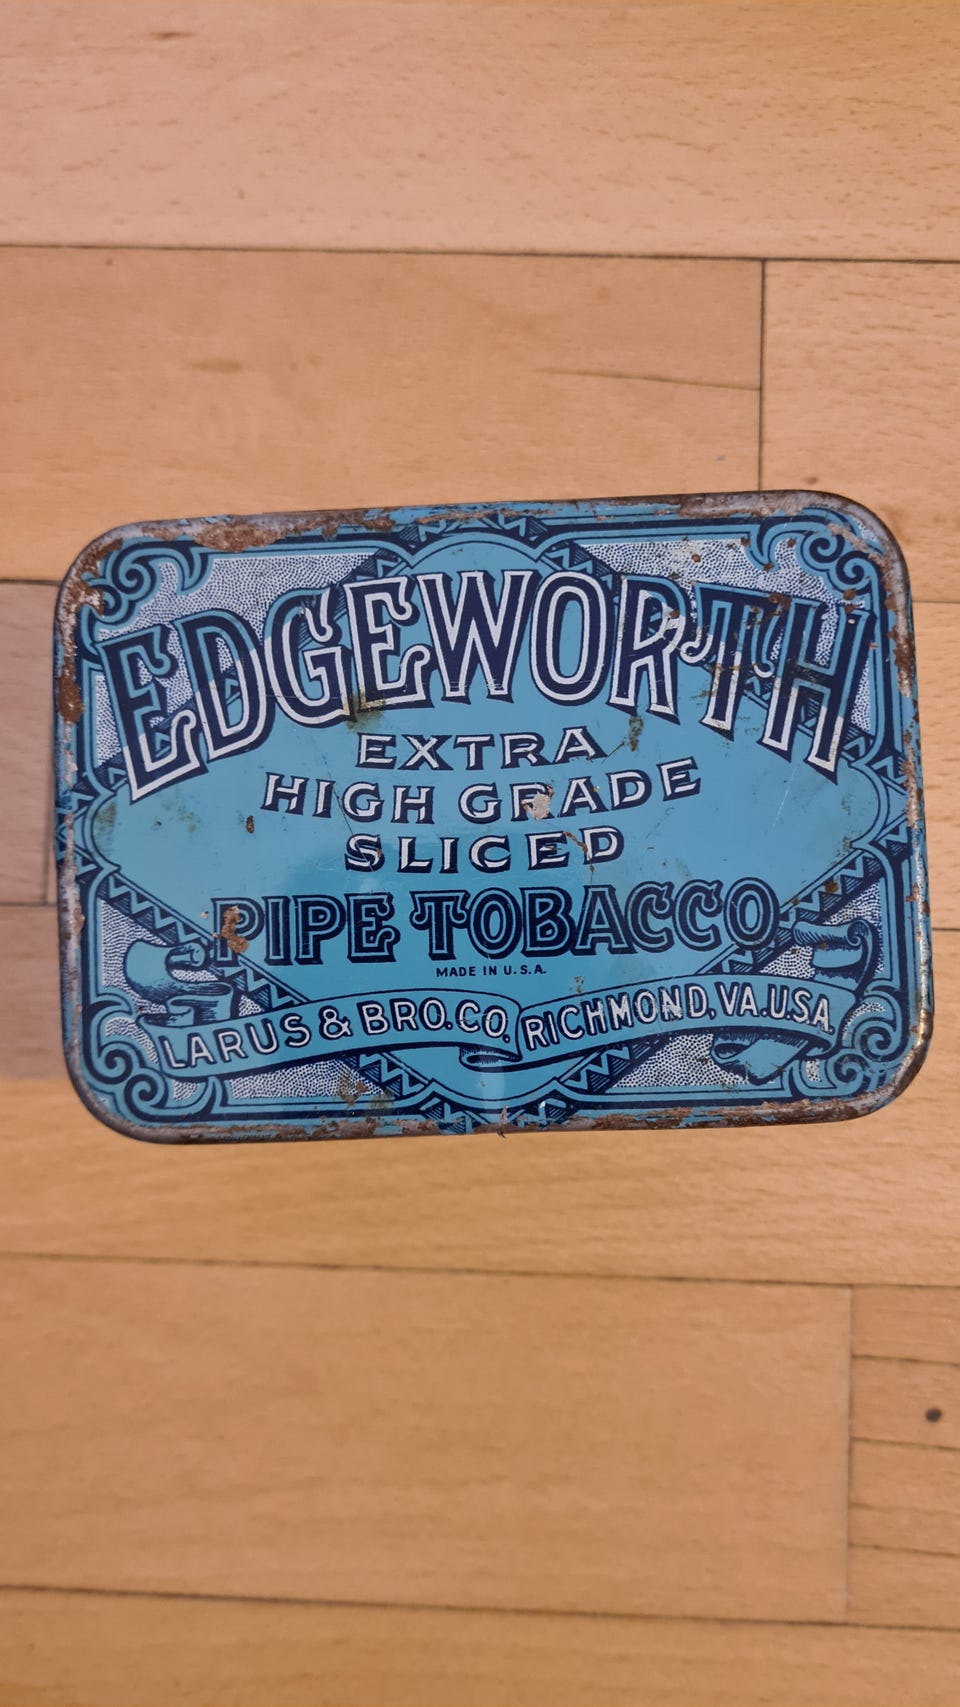 EDGEWORTH
EXTRA
HIGH GRADE
SLICED
PIPE TOBACCO
MADE IN U.S.A.
LARUS & BRO.CO. RICHMOND, VA.U.S.A.